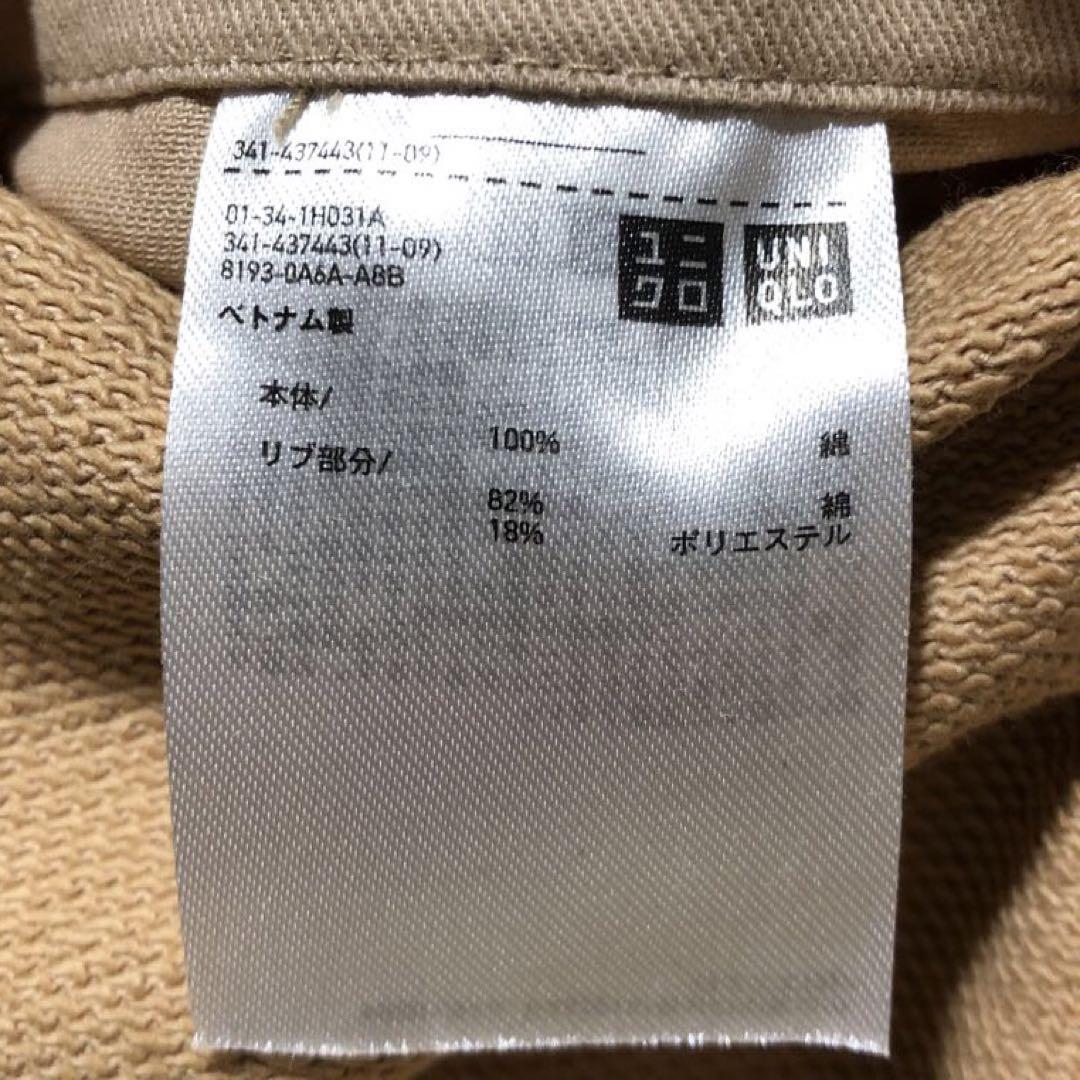 341-437443(11-09)
01-34-1H031A
341-437443(11-09)
8193-0A6A-A8B
ユニクロ
UNIQLO
ベトナム製
本体/
100% 綿
リブ部分/
82% 綿
18% ポリエステル